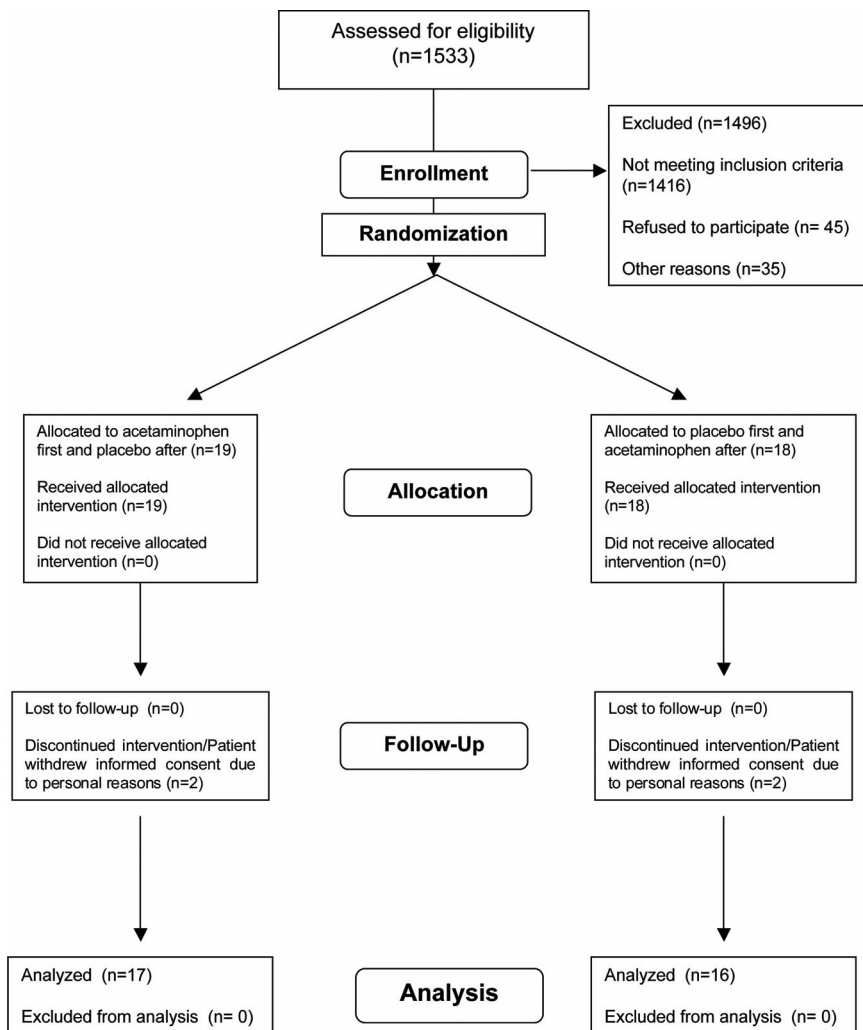 Assessed for eligibility
(n=1533)
Excluded (n=1496)
Not meeting inclusion criteria
(n=1416)
Refused to participate (n= 45)
Other reasons (n=35)
Enrollment
Randomization
Allocated to acetaminophen
first and placebo after (n=19)
Received allocated
intervention (n=19)
Did not receive allocated
intervention (n=0)
Allocation
Allocated to placebo first and
acetaminophen after (n=18)
Received allocated intervention
(n=18)
Did not receive allocated
intervention (n=0)
Lost to follow-up (n=0)
Discontinued intervention/Patient
withdrew informed consent due
to personal reasons (n=2)
Follow-Up
Lost to follow-up (n=0)
Discontinued intervention/Patient
withdrew informed consent due
to personal reasons (n=2)
Analyzed (n=17)
Excluded from analysis (n= 0)
Analysis
Analyzed (n=16)
Excluded from analysis (n= 0)